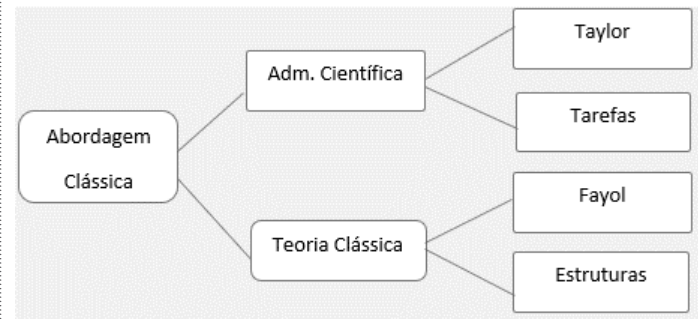 Abordagem
Clássica
Adm. Científica
Taylor
Tarefas
Teoria Clássica
Fayol
Estruturas